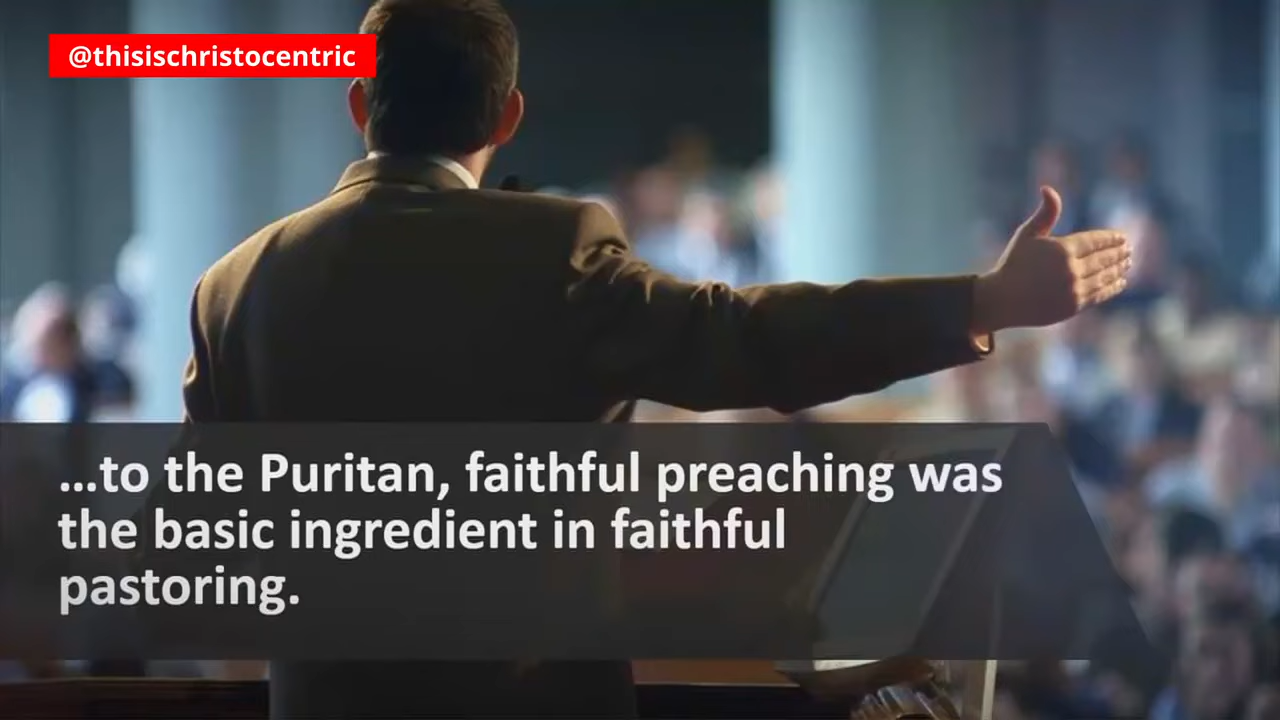 @thisischristocentric
...to the Puritan, faithful preaching was
the basic ingredient in faithful
pastoring.